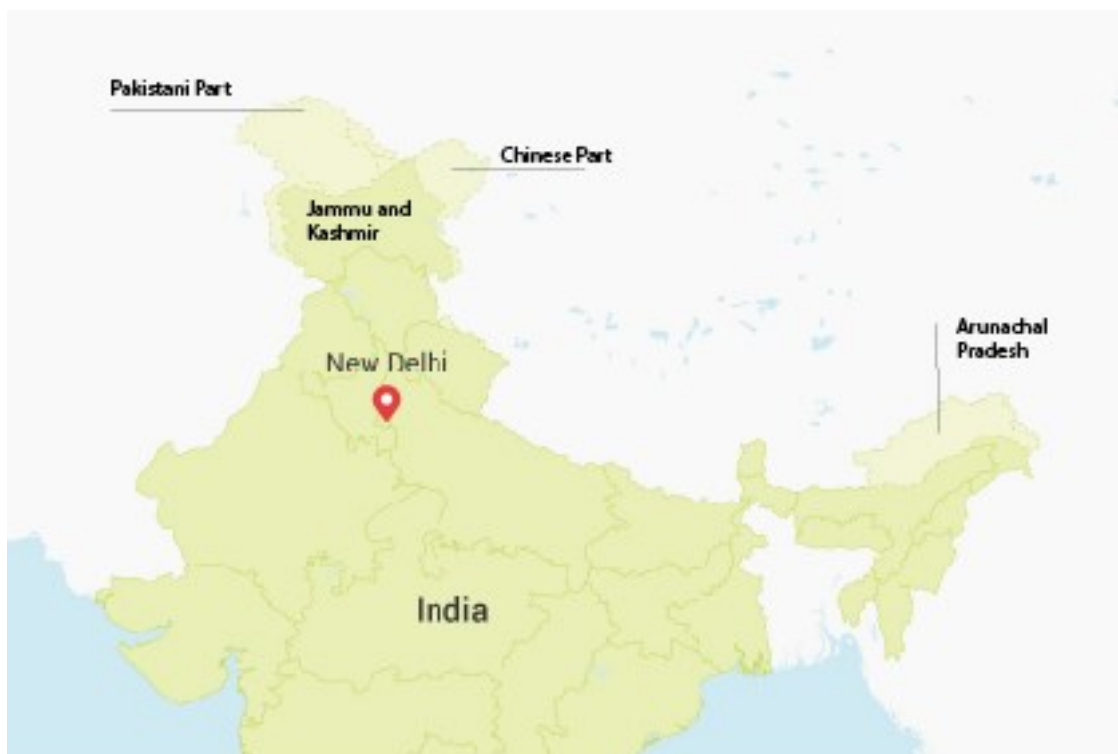 Pakistani Part
Chinese Part
Jammu and
Kashmir
Arunachal
Pradesh
New Delhi
India